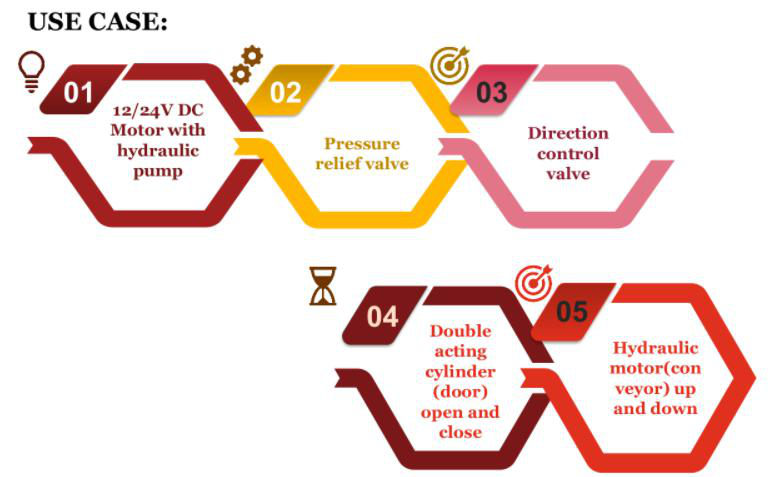 USE CASE:
01
12/24V DC
Motor with
hydraulic
pump
02
Pressure
relief valve
03
Direction
control
valve
04
Double
acting
cylinder
(door)
open and
close
05
Hydraulic
motor(con
veyor) up
and down